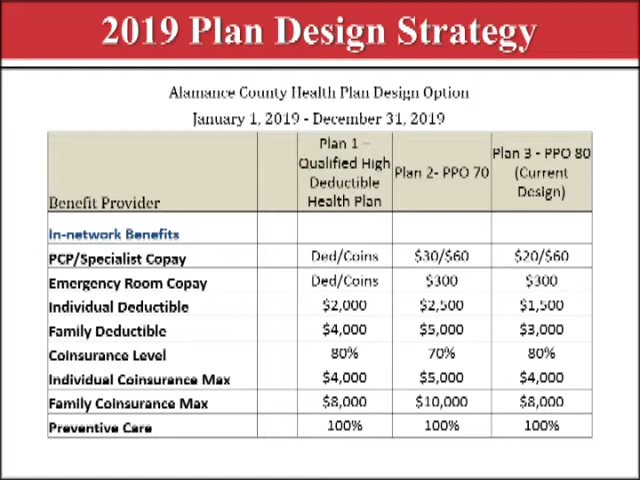 2019 Plan Design Strategy
Alamance County Health Plan Design Option
January 1, 2019 - December 31, 2019
Benefit Provider Plan 1 – Qualified High Deductible Health Plan Plan 2- PPO 70 Plan 3 - PPO 80 (Current Design)
In-network Benefits
PCP/Specialist Copay Ded/Coins $30/$60 $20/$60
Emergency Room Copay Ded/Coins $300 $300
Individual Deductible $2,000 $2,500 $1,500
Family Deductible $4,000 $5,000 $3,000
Coinsurance Level 80% 70% 80%
Individual Coinsurance Max $4,000 $5,000 $4,000
Family Coinsurance Max $8,000 $10,000 $8,000
Preventive Care 100% 100% 100%